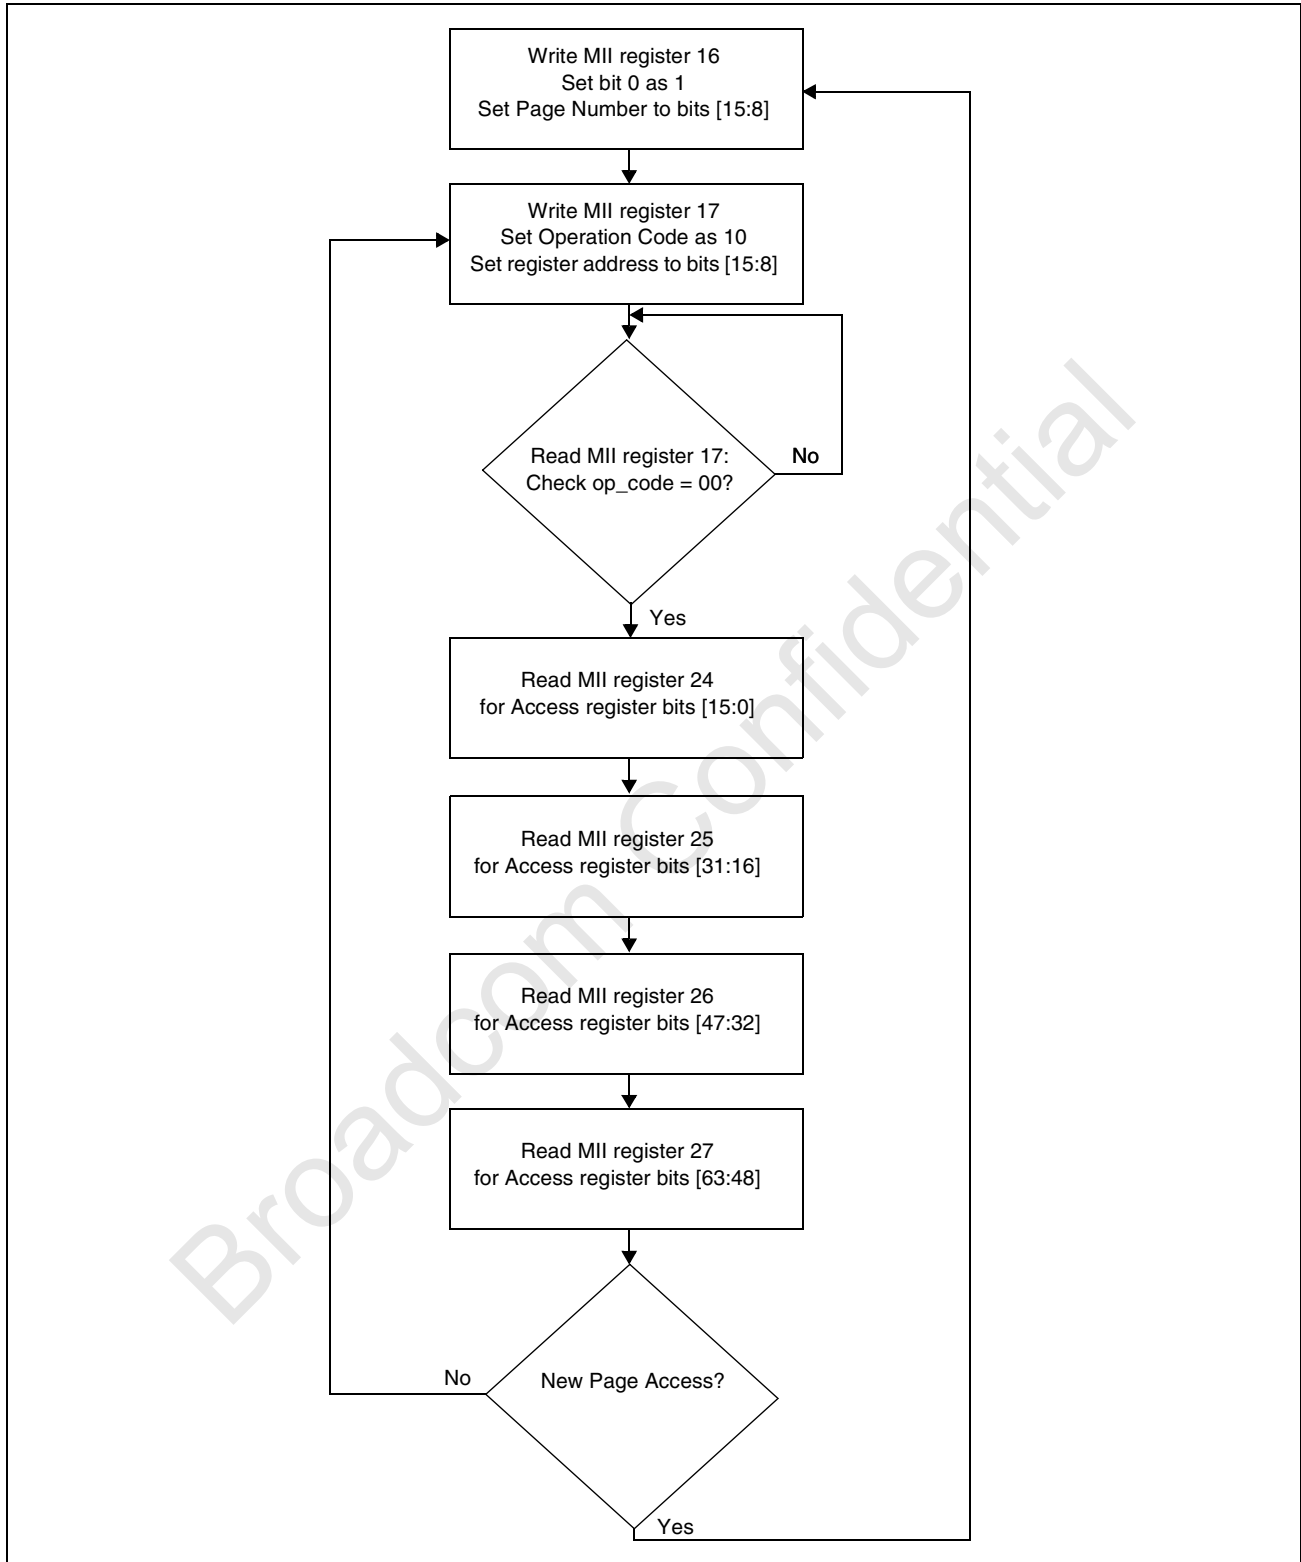 Write MII register 16
Set bit 0 as 1
Set Page Number to bits [15:8]
Write MII register 17
Set Operation Code as 10
Set register address to bits [15:8]
Read MII register 17:
Check op_code = 00?
No
Yes
Read MII register 24
for Access register bits [15:0]
Read MII register 25
for Access register bits [31:16]
Read MII register 26
for Access register bits [47:32]
Read MII register 27
for Access register bits [63:48]
No
New Page Access?
Yes
Broadcom Confidential